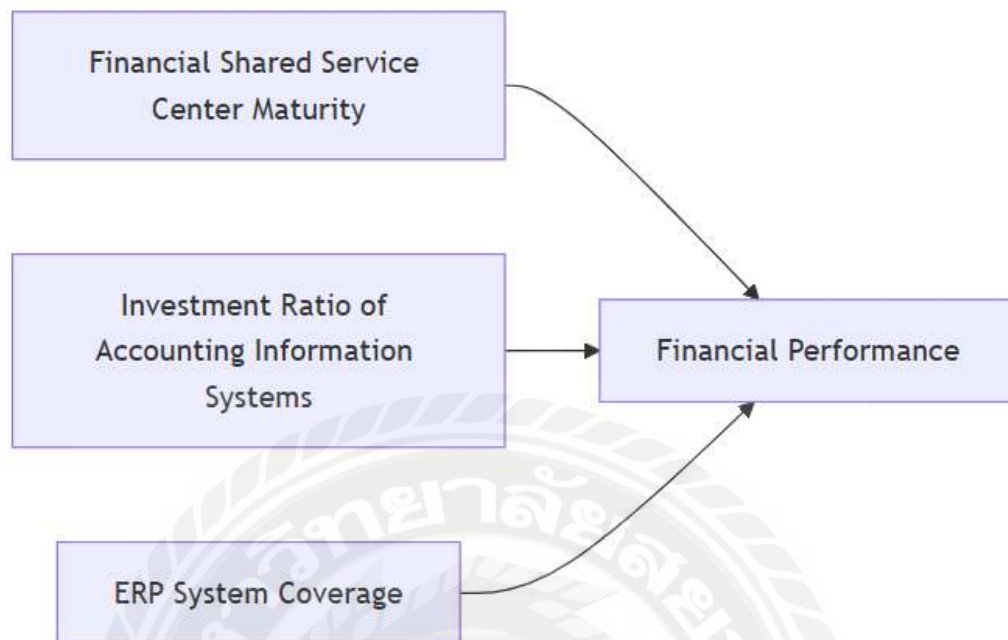 Financial Shared Service
Center Maturity
Investment Ratio of
Accounting Information
Systems
Financial Performance
ERP System Coverage